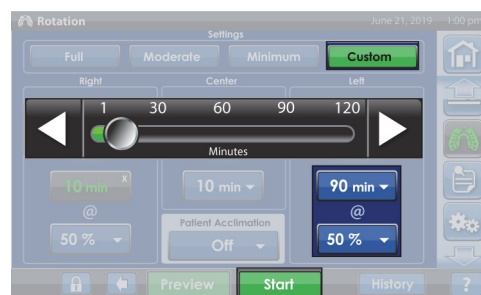 Rotation June 21, 2019 1:00 pm
Settings
Full Moderate Minimum Custom
Right Center Left
1 30 60 90 120
Minutes
10 min x 10 min 90 min
@ @
50 % Patient Acclimation 50 %
Off
Preview Start History ?